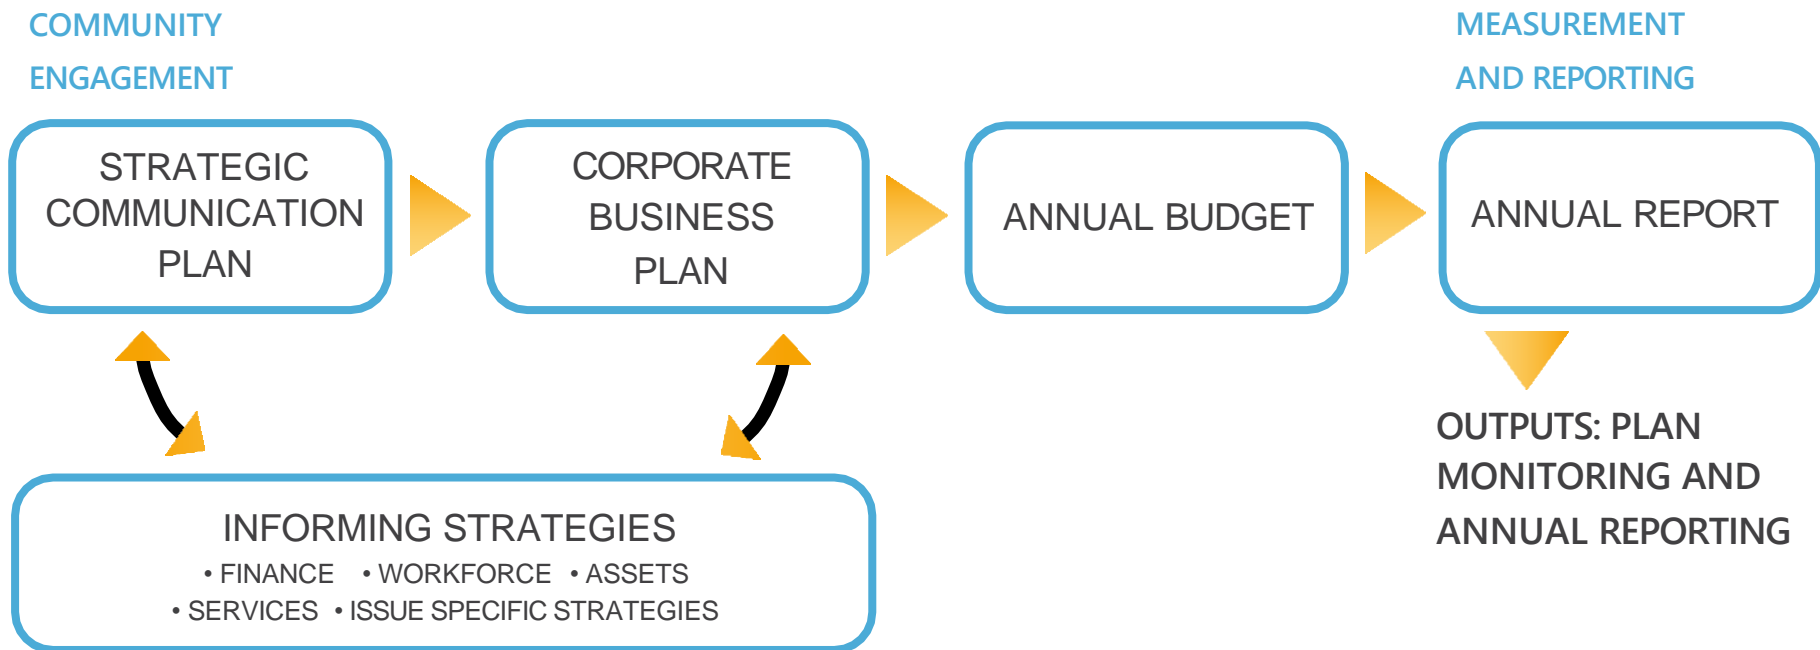 COMMUNITY
ENGAGEMENT
MEASUREMENT
AND REPORTING
STRATEGIC
COMMUNICATION
PLAN
CORPORATE
BUSINESS
PLAN
ANNUAL BUDGET
ANNUAL REPORT
OUTPUTS: PLAN
MONITORING AND
ANNUAL REPORTING
INFORMING STRATEGIES
• FINANCE • WORKFORCE • ASSETS
• SERVICES • ISSUE SPECIFIC STRATEGIES